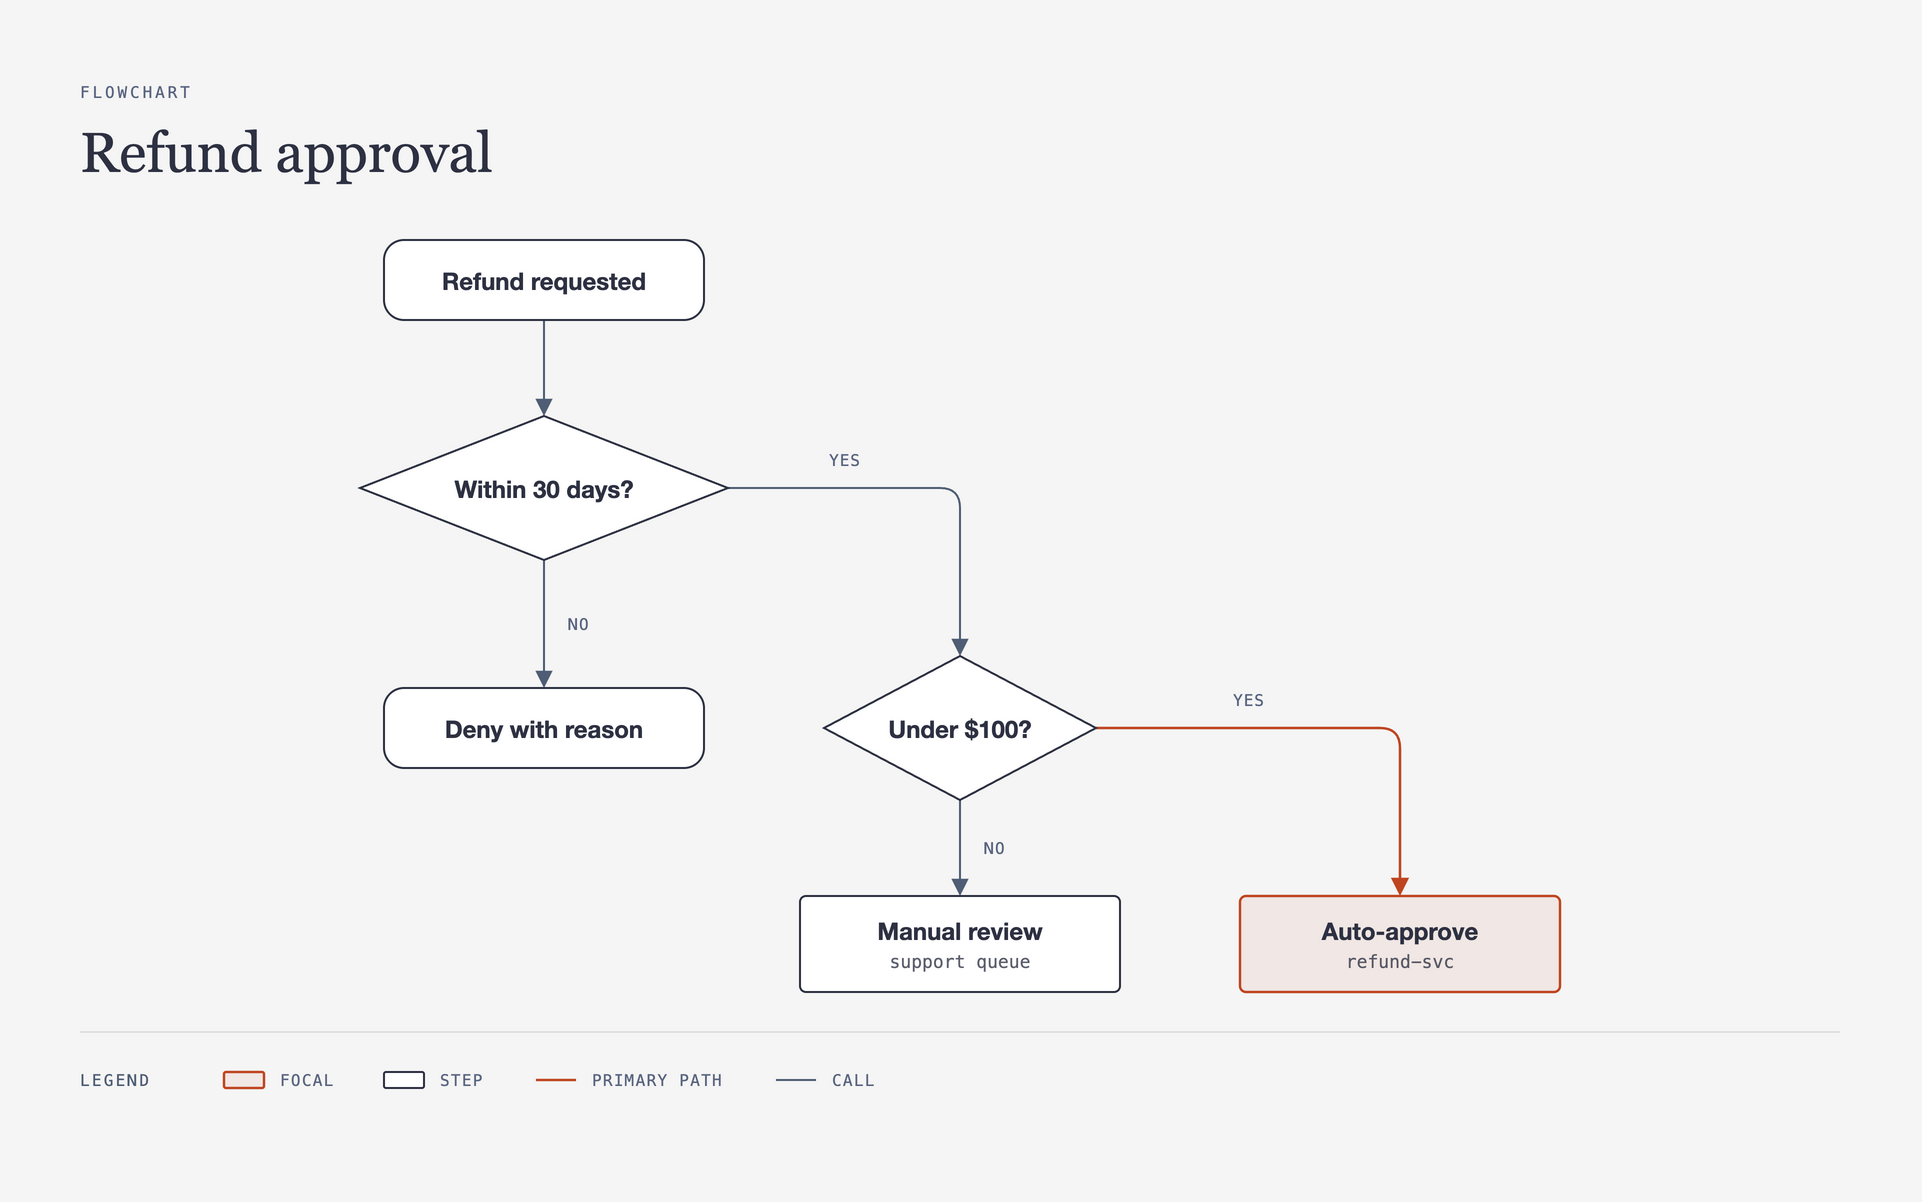 FLOWCHART
Refund approval
Refund requested
Within 30 days?
YES
NO
Deny with reason
Under $100?
YES
NO
Manual review
support queue
Auto-approve
refund-svc
LEGEND
FOCAL
STEP
PRIMARY PATH
CALL